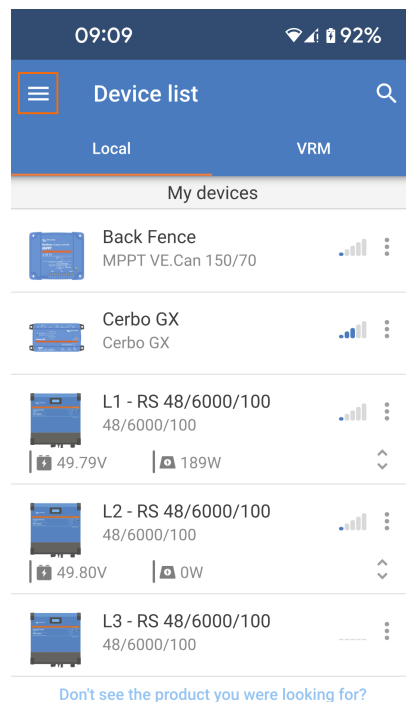 09:09
92%
Device list
Local
VRM
My devices
Back Fence
MPPT VE.Can 150/70
Cerbo GX
Cerbo GX
L1 - RS 48/6000/100
48/6000/100
49.79V
189W
L2 - RS 48/6000/100
48/6000/100
49.80V
0W
L3 - RS 48/6000/100
48/6000/100
Don't see the product you were looking for?